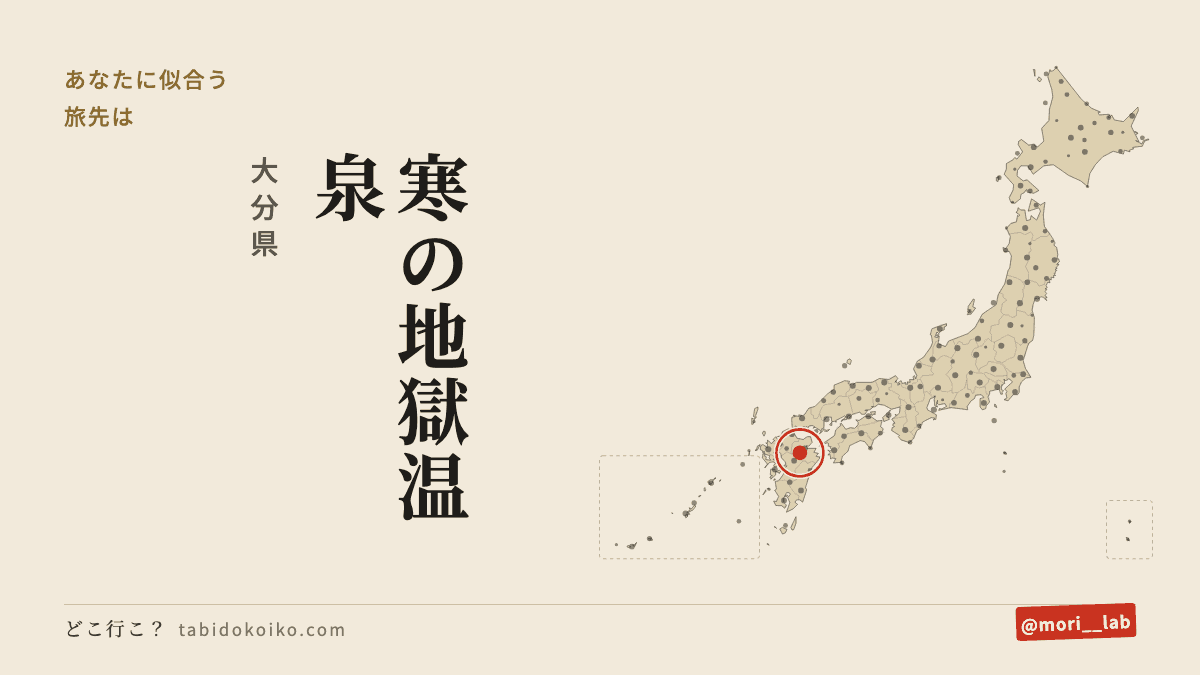 あなたに似合う
旅先は
寒の地獄温
泉
大分県
どこ行こ？ tabidokoiko.com
@mori__lab